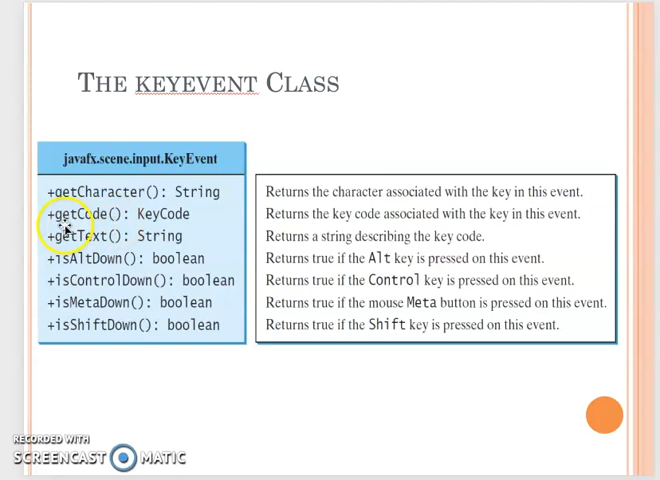 THE KEYEVENT CLASS
javafx.scene.input.KeyEvent
+getCharacter(): String
+getCode(): KeyCode
+getText(): String
+isAltDown(): boolean
+isControlDown(): boolean
+isMetaDown(): boolean
+isShiftDown(): boolean
Returns the character associated with the key in this event.
Returns the key code associated with the key in this event.
Returns a string describing the key code.
Returns true if the Alt key is pressed on this event.
Returns true if the Control key is pressed on this event.
Returns true if the mouse Meta button is pressed on this event.
Returns true if the Shift key is pressed on this event.
RECORDED WITH
SCREENCAST MATIC